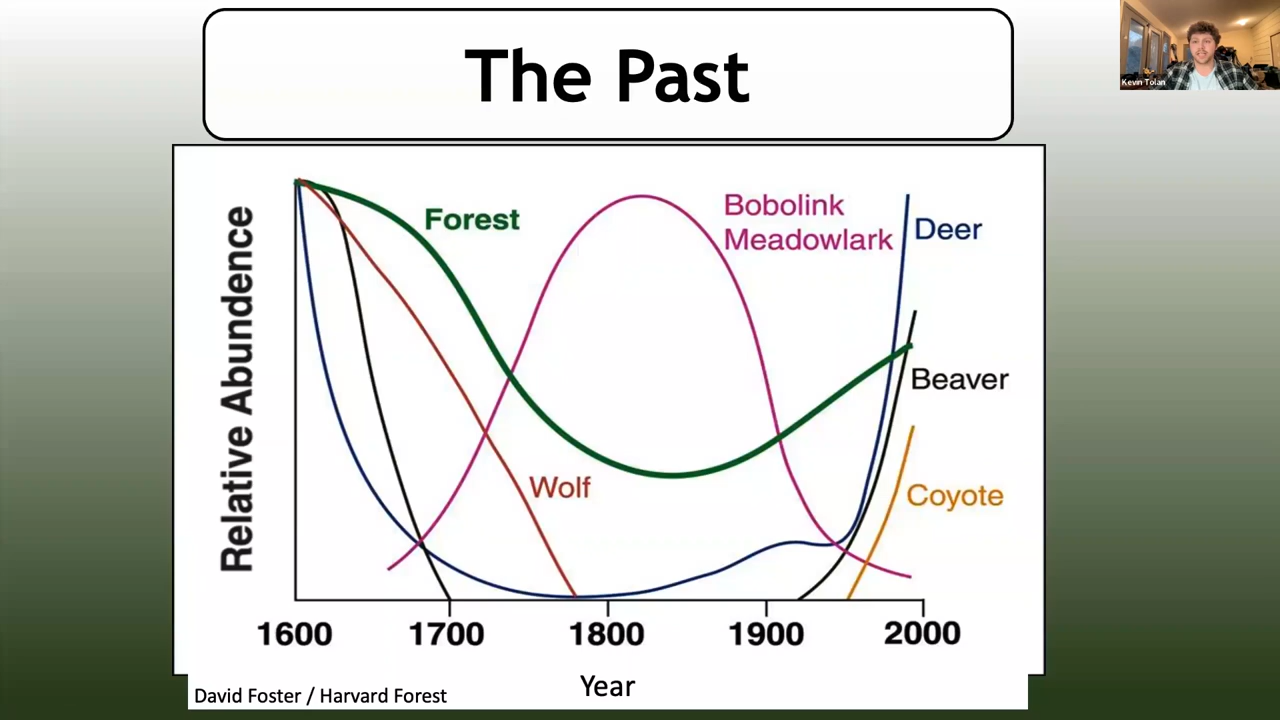 The Past
Kevin Tolan
Relative Abundance
Forest
Bobolink
Meadowlark
Deer
Beaver
Wolf
Coyote
1600 1700 1800 1900 2000
Year
David Foster / Harvard Forest